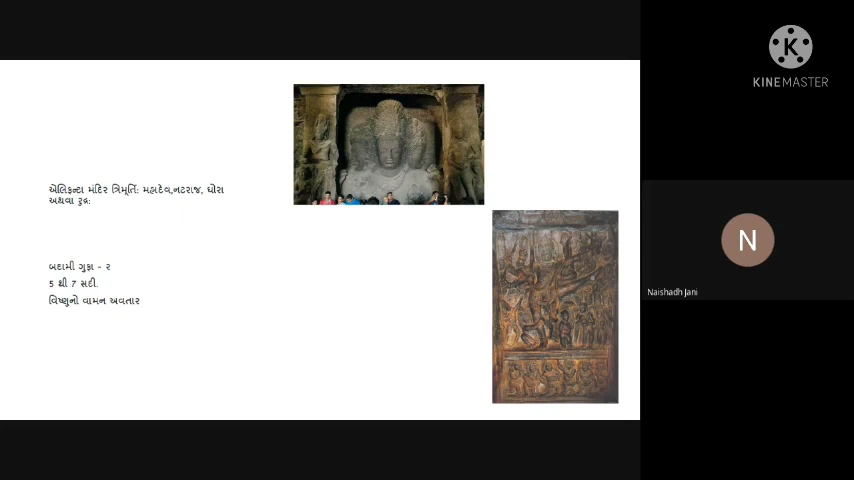 એલિફન્ટા મંદિર ત્રિમૂર્તિ: મહાદેવ,નટરાજ, ઘોરા
અથવા રુદ્ર:
બદામી ગુફા - ૨
5 થી 7 સદી.
વિષ્ણુનો વામન અવતાર
K
KINEMASTER
N
Naishadh Jani